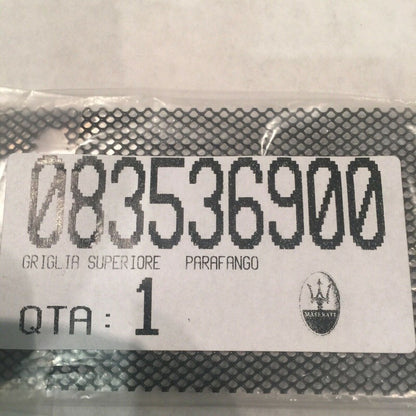 083536900
GRIGLIA SUPERIORE PARAFANGO
QTA: 1
MASERATI